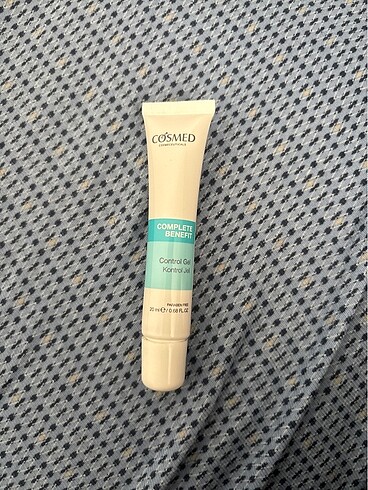 COSMED
COSMECEUTICALS
COMPLETE
BENEFIT
Control Gel
Kontrol Jel
PARABEN FREE
20 ml ℮ / 0.68 FL.OZ